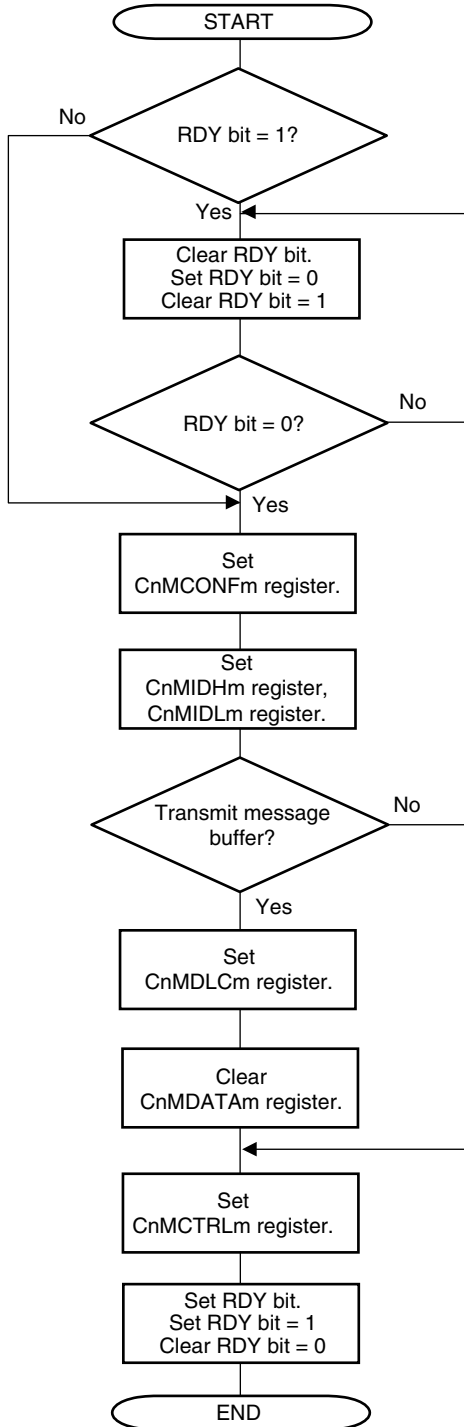 START
No
RDY bit = 1?
Yes
Clear RDY bit.
Set RDY bit = 0
Clear RDY bit = 1
RDY bit = 0?
No
Yes
Set
CnMCONFm register.
Set
CnMIDHm register,
CnMIDLm register.
Transmit message
buffer?
No
Yes
Set
CnMDLCm register.
Clear
CnMDATAm register.
Set
CnMCTRLm register.
Set RDY bit.
Set RDY bit = 1
Clear RDY bit = 0
END